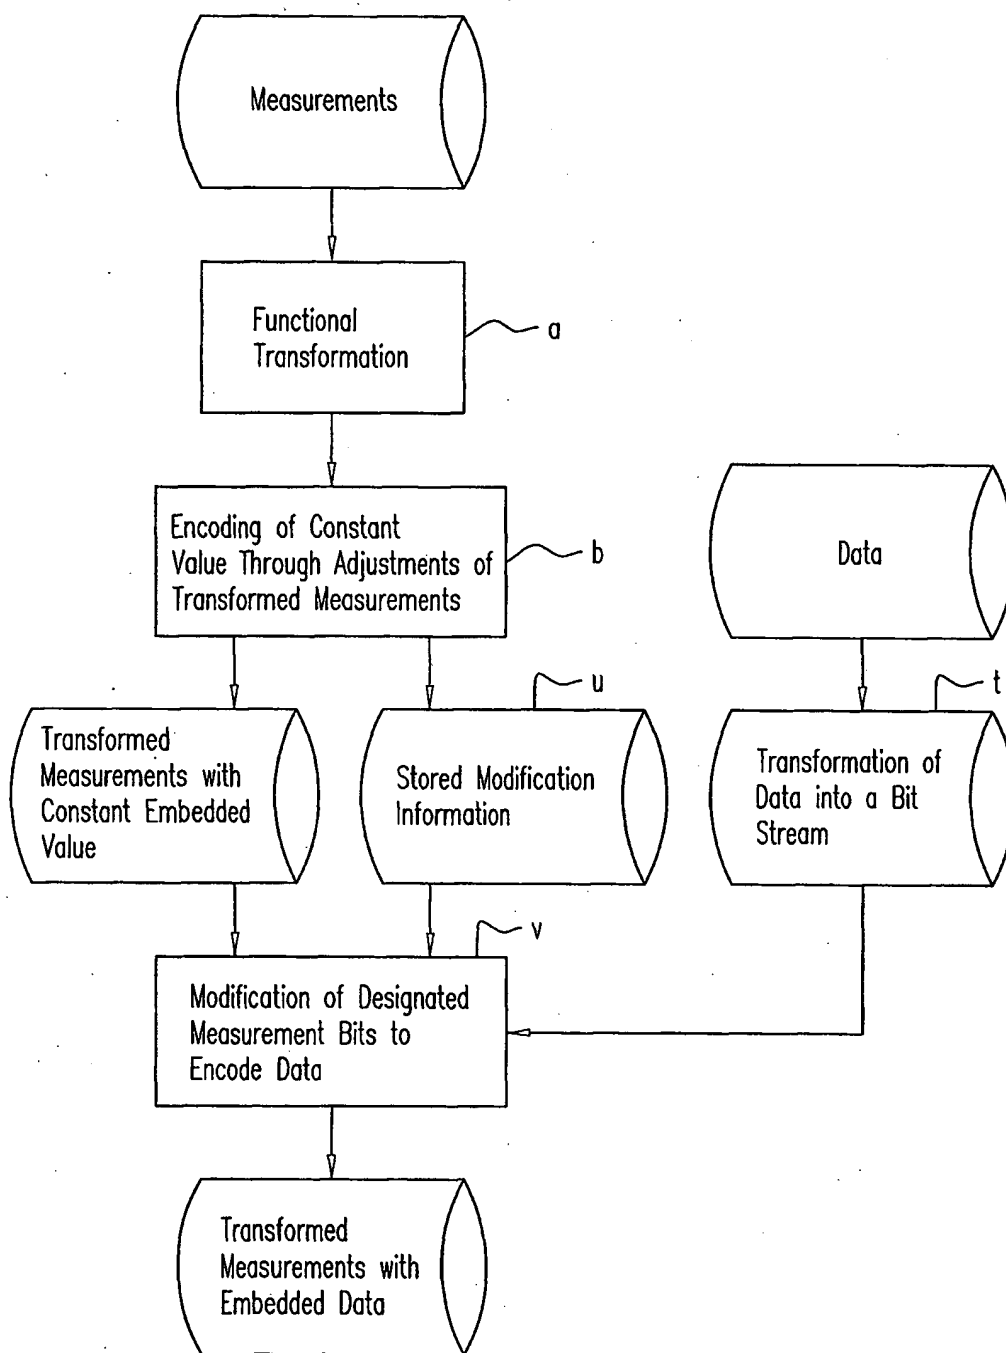 Measurements
Functional
Transformation
a
Encoding of Constant
Value Through Adjustments of
Transformed Measurements
b
Data
Transformed
Measurements with
Constant Embedded
Value
u
Stored Modification
Information
t
Transformation of
Data into a Bit
Stream
v
Modification of Designated
Measurement Bits to
Encode Data
Transformed
Measurements with
Embedded Data